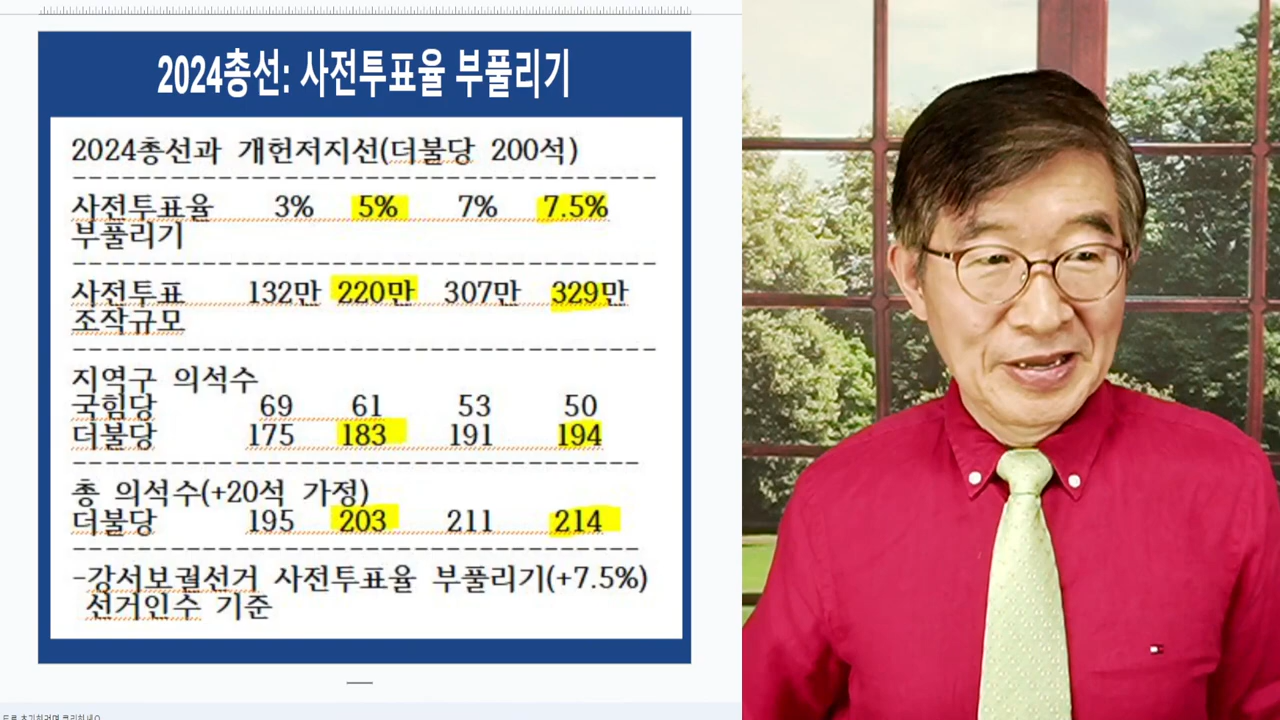 2024총선: 사전투표율 부풀리기
2024총선과 개헌저지선(더불당 200석)
사전투표율 3% 5% 7% 7.5%
부풀리기
사전투표 132만 220만 307만 329만
조작규모
지역구 의석수
국힘당 69 61 53 50
더불당 175 183 191 194
총 의석수(+20석 가정)
더불당 195 203 211 214
-강서보궐선거 사전투표율 부풀리기(+7.5%)
선거인수 기준